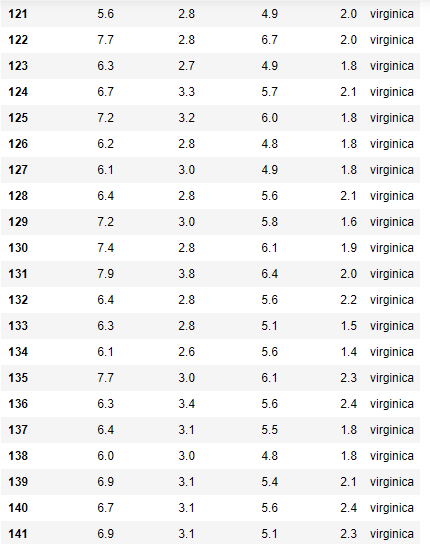 121 5.6 2.8 4.9 2.0 virginica
122 7.7 2.8 6.7 2.0 virginica
123 6.3 2.7 4.9 1.8 virginica
124 6.7 3.3 5.7 2.1 virginica
125 7.2 3.2 6.0 1.8 virginica
126 6.2 2.8 4.8 1.8 virginica
127 6.1 3.0 4.9 1.8 virginica
128 6.4 2.8 5.6 2.1 virginica
129 7.2 3.0 5.8 1.6 virginica
130 7.4 2.8 6.1 1.9 virginica
131 7.9 3.8 6.4 2.0 virginica
132 6.4 2.8 5.6 2.2 virginica
133 6.3 2.8 5.1 1.5 virginica
134 6.1 2.6 5.6 1.4 virginica
135 7.7 3.0 6.1 2.3 virginica
136 6.3 3.4 5.6 2.4 virginica
137 6.4 3.1 5.5 1.8 virginica
138 6.0 3.0 4.8 1.8 virginica
139 6.9 3.1 5.4 2.1 virginica
140 6.7 3.1 5.6 2.4 virginica
141 6.9 3.1 5.1 2.3 virginica